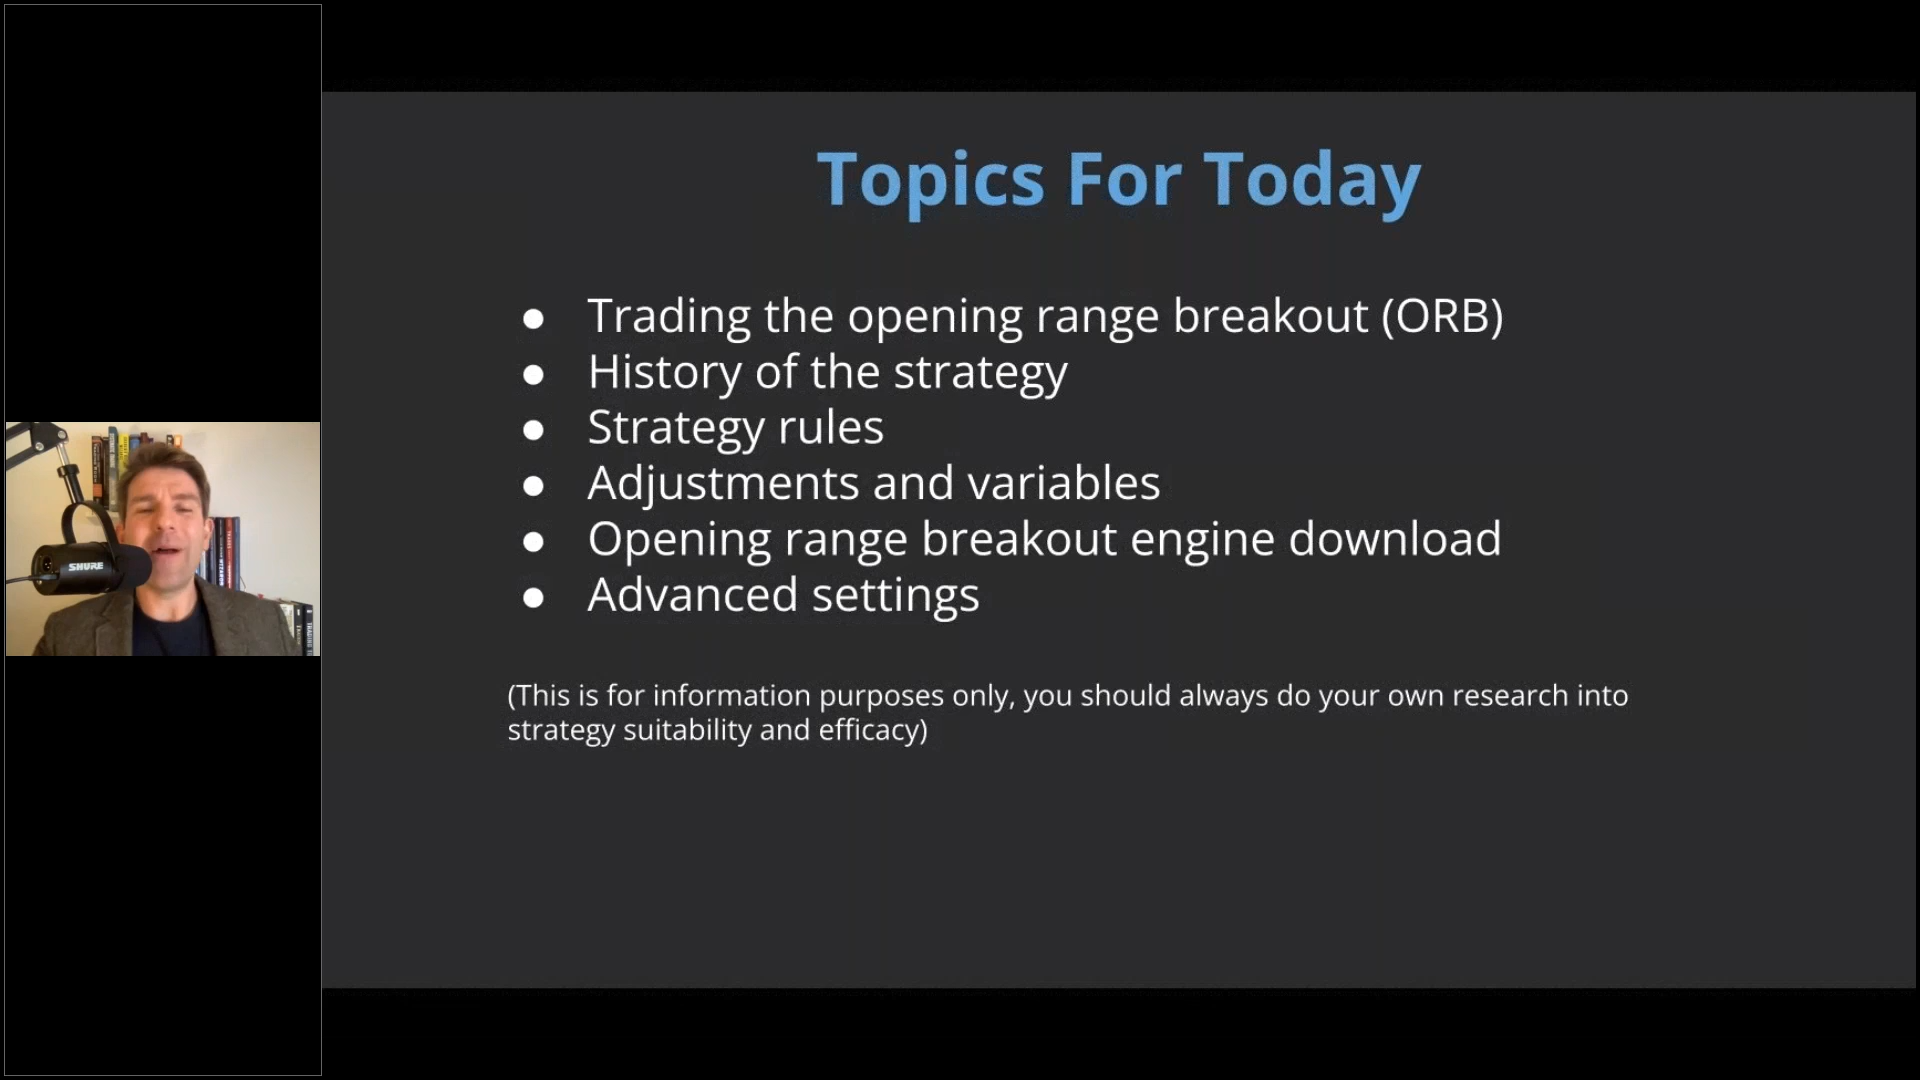 Topics For Today
● Trading the opening range breakout (ORB)
● History of the strategy
● Strategy rules
● Adjustments and variables
● Opening range breakout engine download
● Advanced settings
(This is for information purposes only, you should always do your own research into
strategy suitability and efficacy)
SHURE